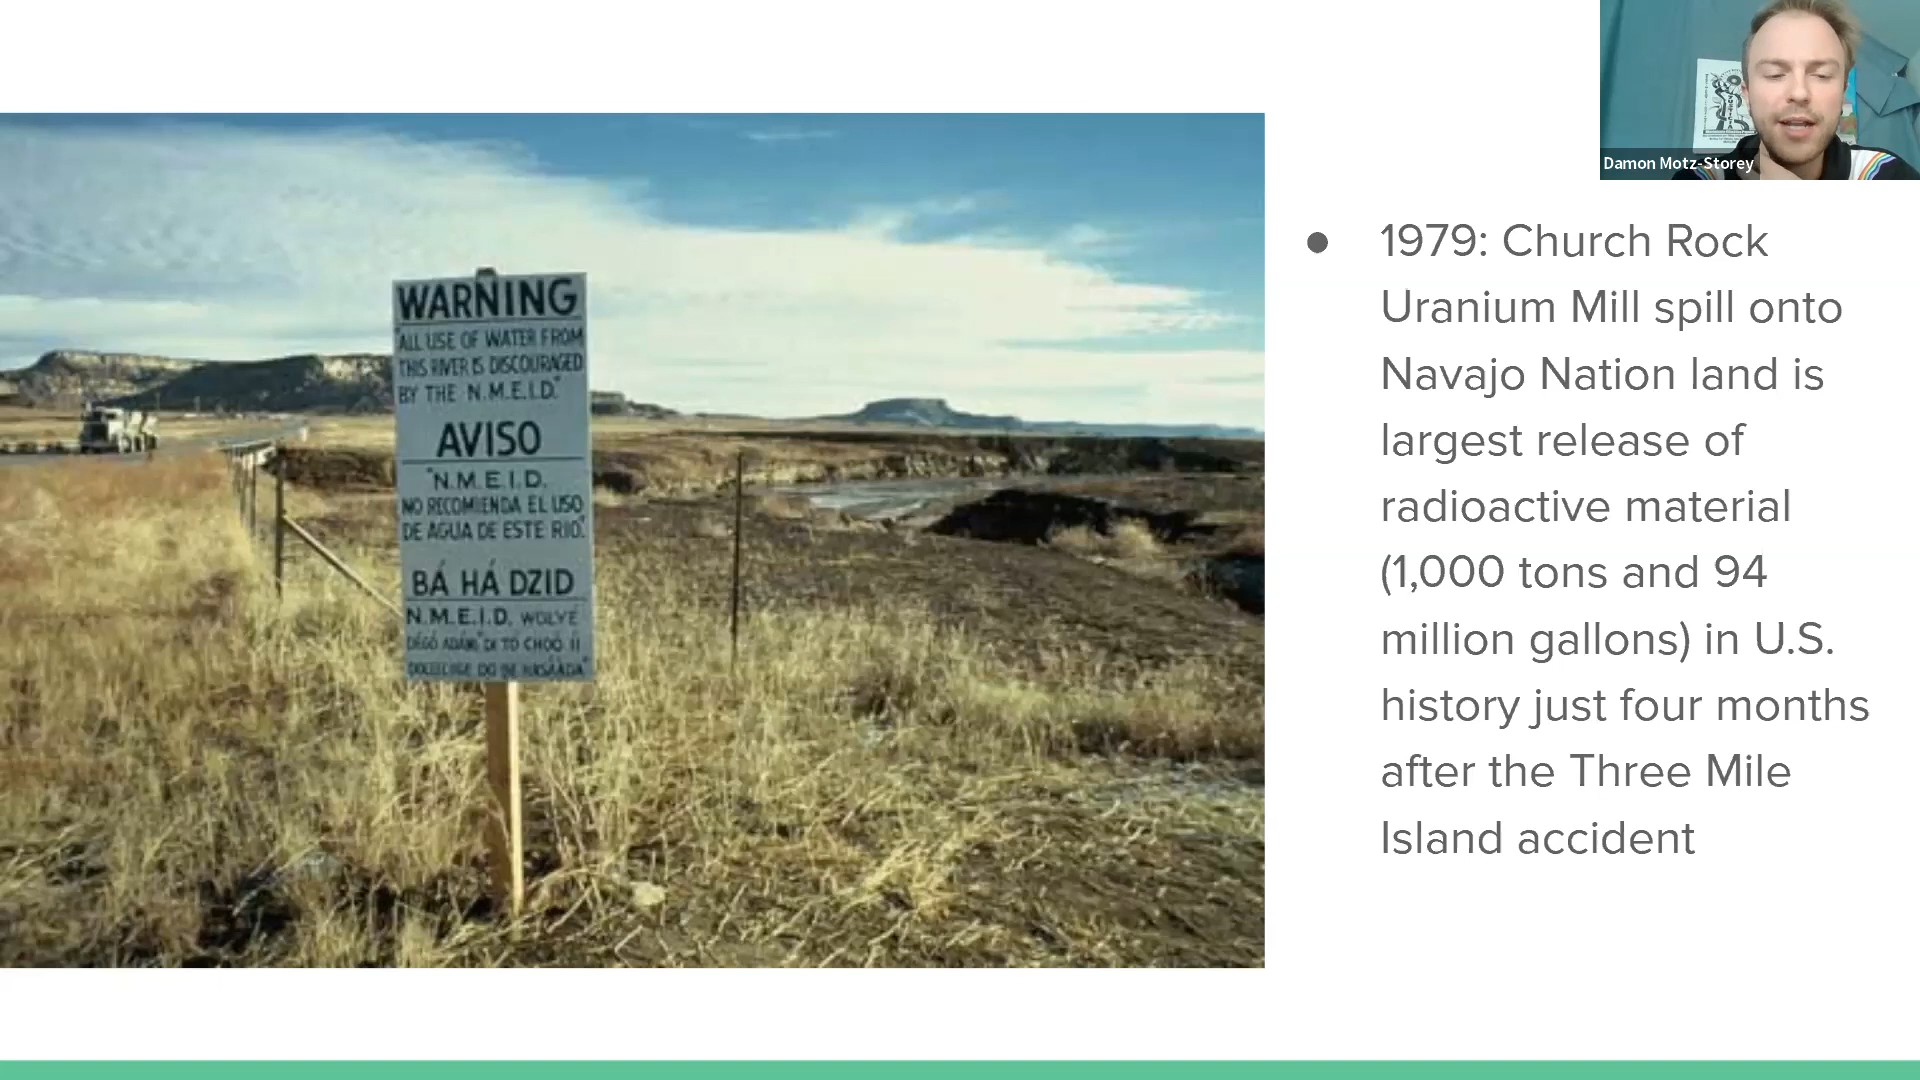 WARNING
"ALL USE OF WATER FROM
THIS RIVER IS DISCOURAGED
BY THE N.M.E.I.D."
AVISO
"N.M.E.I.D.
NO RECOMIENDA EL USO
DE AGUA DE ESTE RIO."
BÁ HÁ DZID
N.M.E.I.D. WOLYÉ
TO
Damon Motz-Storey
● 1979: Church Rock
Uranium Mill spill onto
Navajo Nation land is
largest release of
radioactive material
(1,000 tons and 94
million gallons) in U.S.
history just four months
after the Three Mile
Island accident